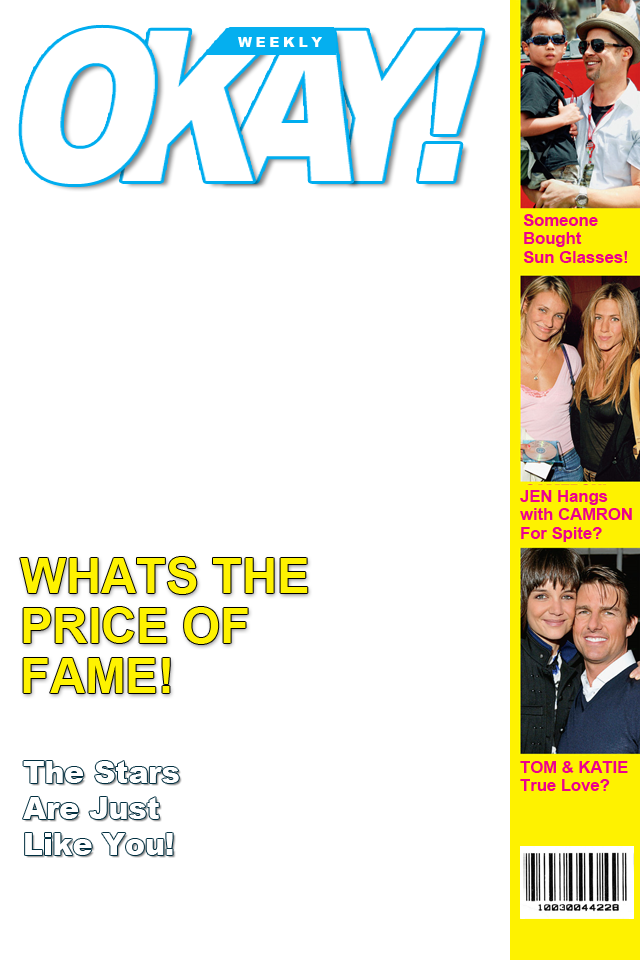 WEEKLY
OKAY!
Someone
Bought
Sun Glasses!
JEN Hangs
with CAMRON
For Spite?
WHATS THE
PRICE OF
FAME!
The Stars
Are Just
Like You!
TOM & KATIE
True Love?
10030044228